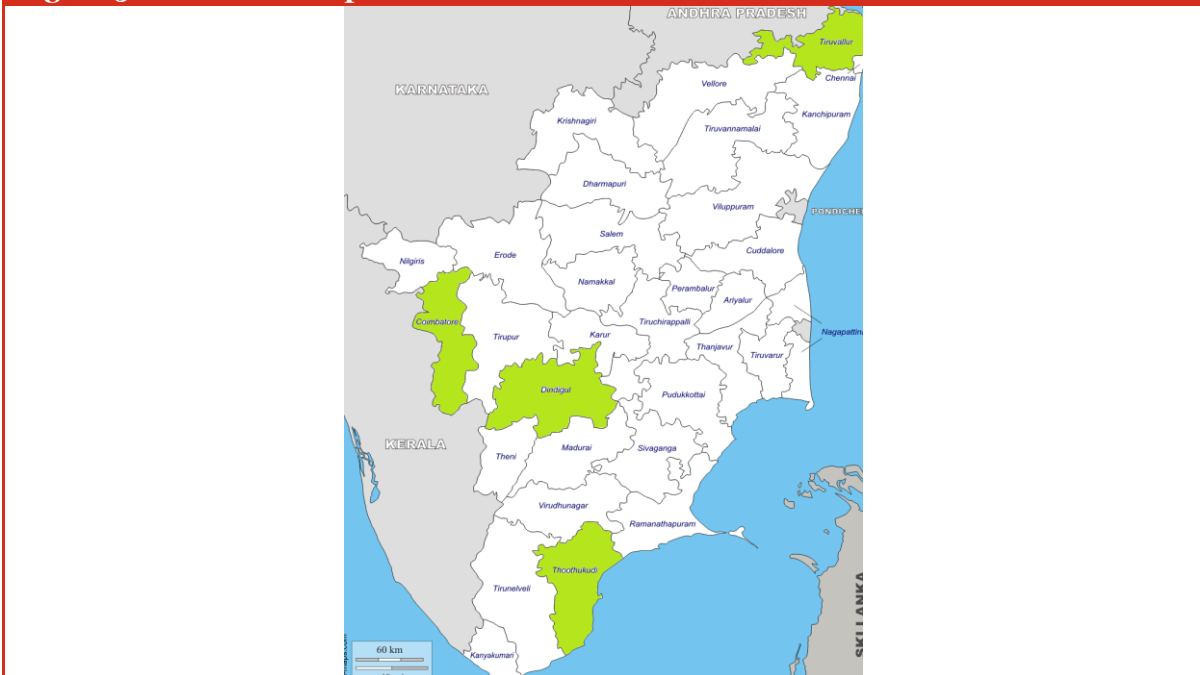 ANDHRA PRADESH
Tiruvallur
Chennai
Vellore
KARNATAKA
Krishnagiri
Kanchipuram
Tiruvannamalai
Dharmapuri
Viluppuram
Salem
Cuddalore
Erode
Nilgiris
Namakkal
Perambalur
Ariyalur
Coimbatore
Tiruchirappalli
Karur
Tirupur
Thanjavur
Tiruvarur
Dindigul
Pudukkottai
KERALA
Madurai
Sivaganga
Theni
Virudhunagar
Ramanathapuram
Thoothukudi
Tirunelveli
SRI LANKA
60 km
Kanyakumari